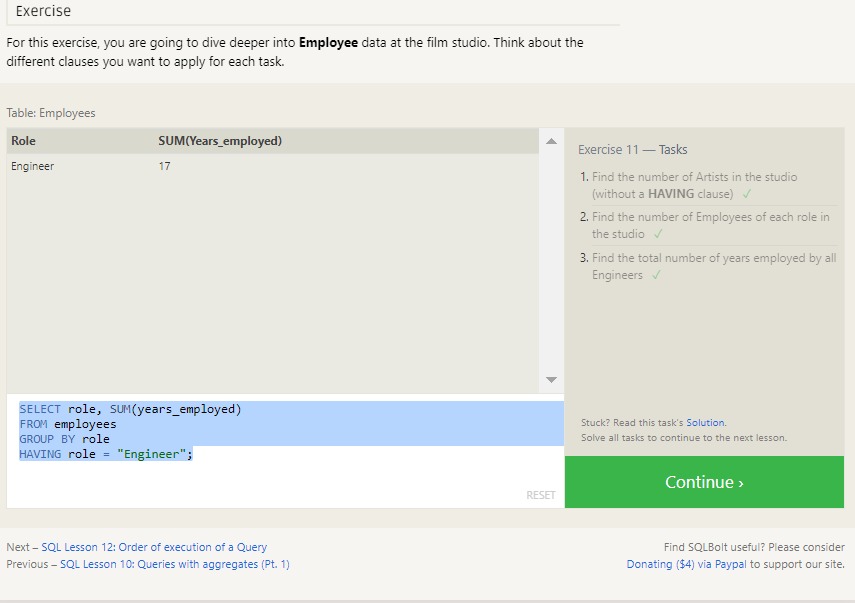 Exercise
For this exercise, you are going to dive deeper into Employee data at the film studio. Think about the
different clauses you want to apply for each task.
Table: Employees
Role SUM(Years_employed)
Engineer 17
SELECT role, SUM(years_employed)
FROM employees
GROUP BY role
HAVING role = "Engineer";
RESET
Exercise 11 — Tasks
1. Find the number of Artists in the studio
(without a HAVING clause) ✓
2. Find the number of Employees of each role in
the studio ✓
3. Find the total number of years employed by all
Engineers ✓
Stuck? Read this task's Solution.
Solve all tasks to continue to the next lesson.
Continue ›
Next – SQL Lesson 12: Order of execution of a Query
Previous – SQL Lesson 10: Queries with aggregates (Pt. 1)
Find SQLBolt useful? Please consider
Donating ($4) via Paypal to support our site.